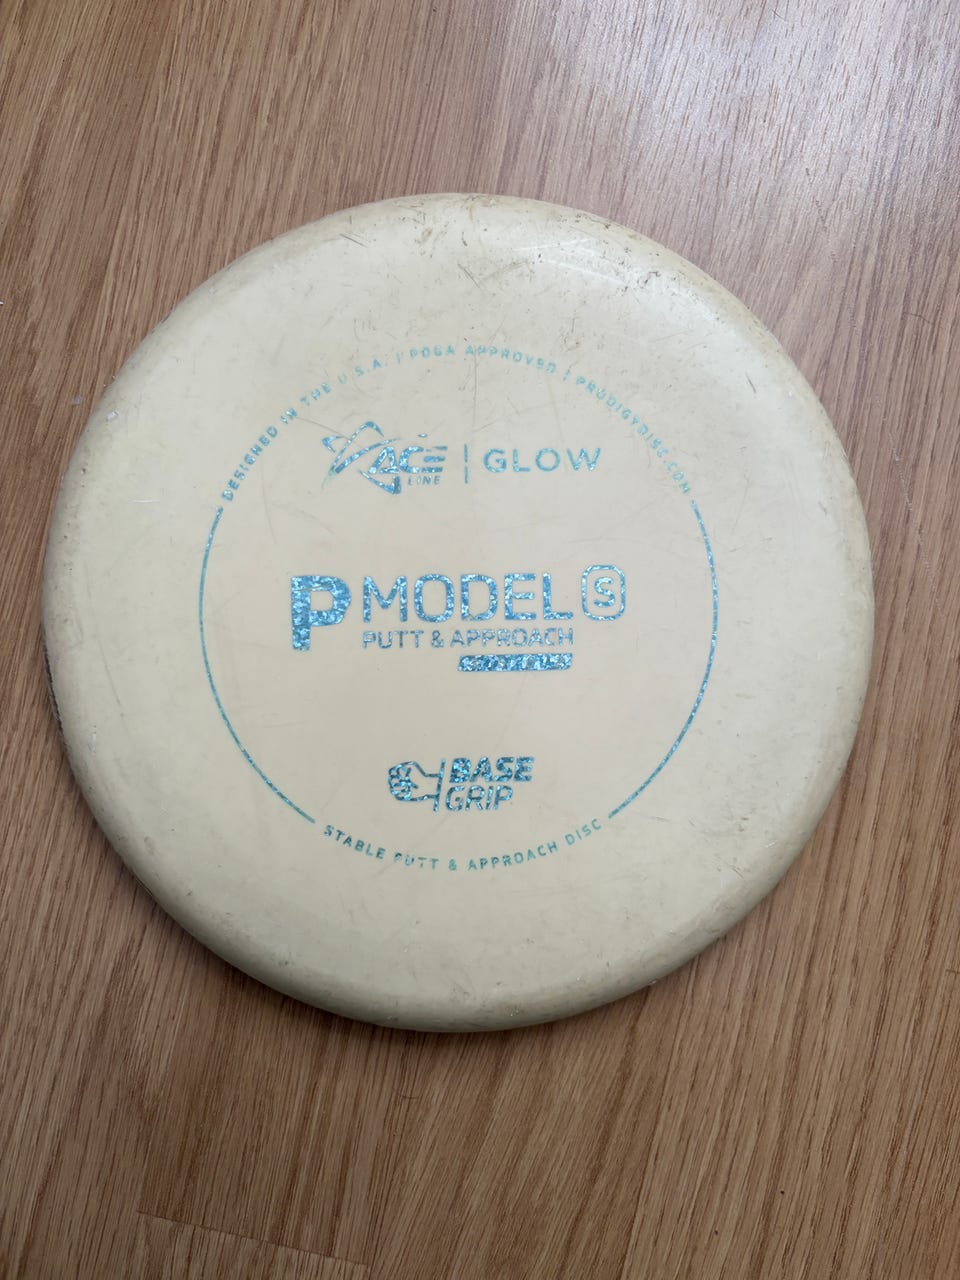 DESIGNED IN THE U.S.A. | PDGA APPROVED | PRODIGYDISC.COM
ACE LINE | GLOW
P MODEL S
PUTT & APPROACH
BASE GRIP
STABLE PUTT & APPROACH DISC